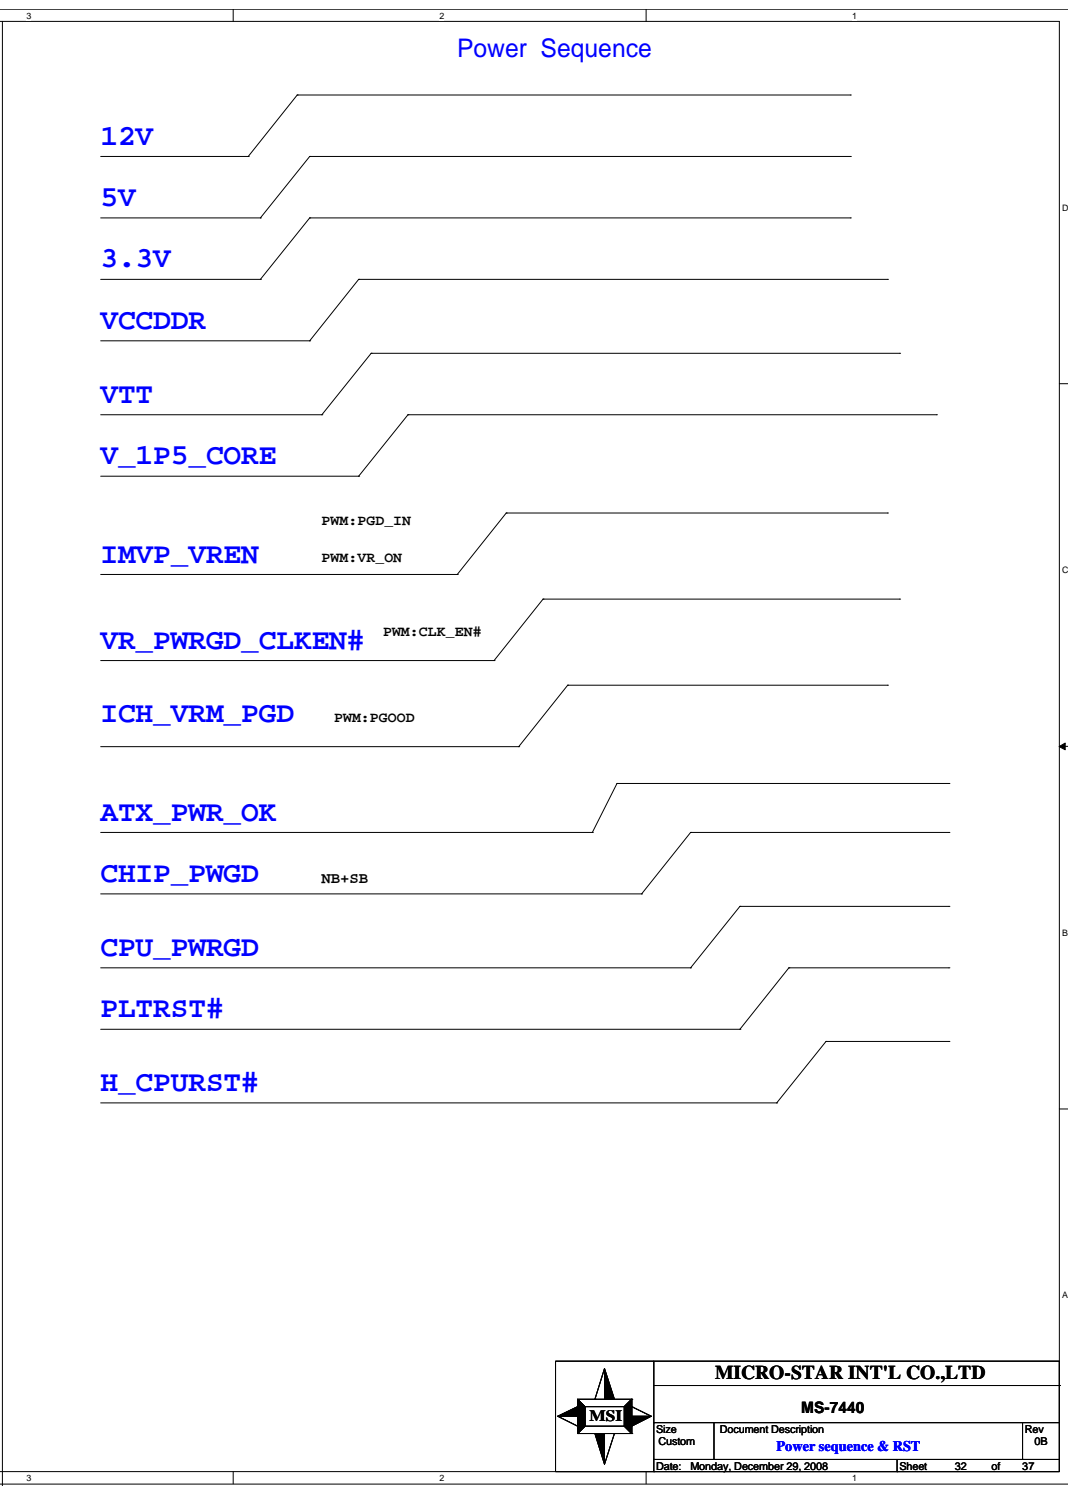 3 2 1
Power Sequence
12V
5V
D
3.3V
VCCDDR
VTT
V_1P5_CORE
PWM:PGD_IN
IMVP_VREN PWM:VR_ON
C
VR_PWRGD_CLKEN# PWM:CLK_EN#
ICH_VRM_PGD PWM:PGOOD
ATX_PWR_OK
CHIP_PWGD NB+SB
B
CPU_PWRGD
PLTRST#
H_CPURST#
A
MSI
MICRO-STAR INT'L CO.,LTD
MS-7440
Size Document Description Rev
Custom Power sequence & RST 0B
Date: Monday, December 29, 2008 Sheet 32 of 37
3 2 1